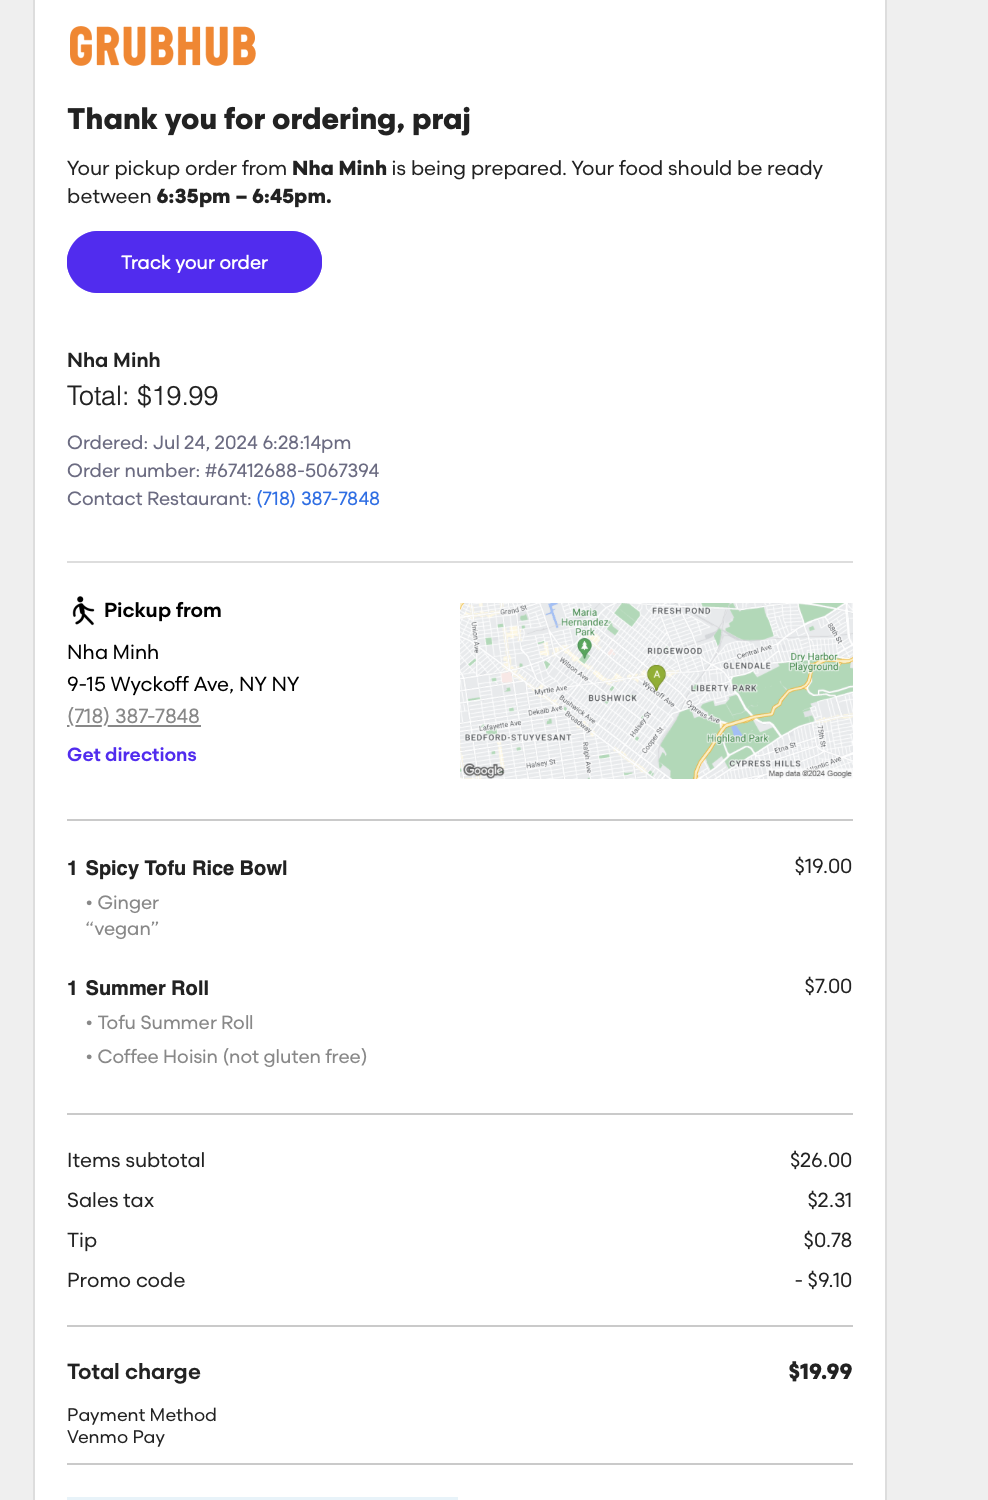 GRUBHUB
Thank you for ordering, praj
Your pickup order from Nha Minh is being prepared. Your food should be ready
between 6:35pm – 6:45pm.
Track your order
Nha Minh
Total: $19.99
Ordered: Jul 24, 2024 6:28:14pm
Order number: #67412688-5067394
Contact Restaurant: (718) 387-7848
Pickup from
Nha Minh
9-15 Wyckoff Ave, NY NY
(718) 387-7848
Get directions
Grand St
Maria
Hernandez
Park
FRESH POND
Union Ave
88th St
RIDGEWOOD
Central Ave
Wilson Ave
GLENDALE
Dry Harbor
Playground
A
Myrtle Ave
BUSHWICK
Wyckoff Ave
LIBERTY PARK
Bushwick Ave
Dekalb Ave
Broadway
Cypress Ave
Halsey St
Lafayette Ave
BEDFORD-STUYVESANT
Cooper St
Highland Park
75th St
Ralph Ave
Etna St
Halsey St
CYPRESS HILLS
Atlantic Ave
Google
Map data ©2024 Google
1 Spicy Tofu Rice Bowl $19.00
• Ginger
“vegan”
1 Summer Roll $7.00
• Tofu Summer Roll
• Coffee Hoisin (not gluten free)
Items subtotal $26.00
Sales tax $2.31
Tip $0.78
Promo code - $9.10
Total charge $19.99
Payment Method
Venmo Pay